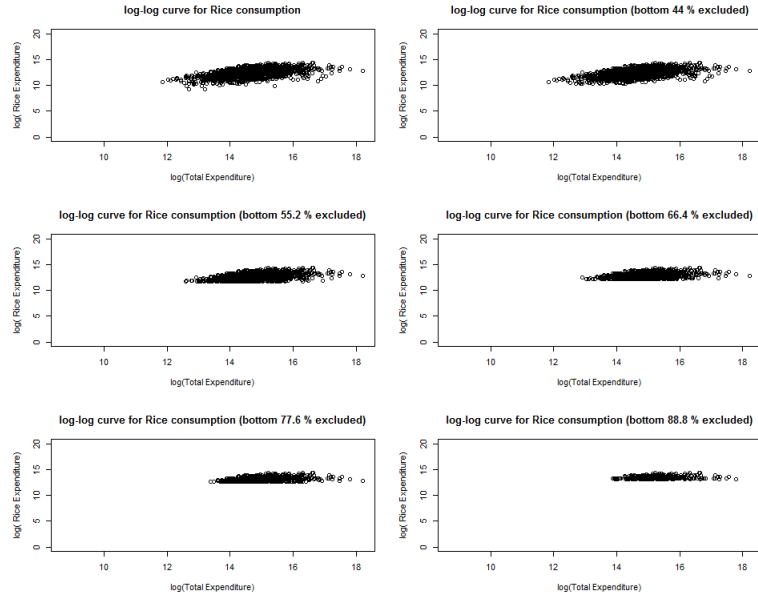 log-log curve for Rice consumption
log( Rice Expenditure)
20
15
10
5
0
10 12 14 16 18
log(Total Expenditure)
log-log curve for Rice consumption (bottom 44 % excluded)
log( Rice Expenditure)
20
15
10
5
0
10 12 14 16 18
log(Total Expenditure)
log-log curve for Rice consumption (bottom 55.2 % excluded)
log( Rice Expenditure)
20
15
10
5
0
10 12 14 16 18
log(Total Expenditure)
log-log curve for Rice consumption (bottom 66.4 % excluded)
log( Rice Expenditure)
20
15
10
5
0
10 12 14 16 18
log(Total Expenditure)
log-log curve for Rice consumption (bottom 77.6 % excluded)
log( Rice Expenditure)
20
15
10
5
0
10 12 14 16 18
log(Total Expenditure)
log-log curve for Rice consumption (bottom 88.8 % excluded)
log( Rice Expenditure)
20
15
10
5
0
10 12 14 16 18
log(Total Expenditure)